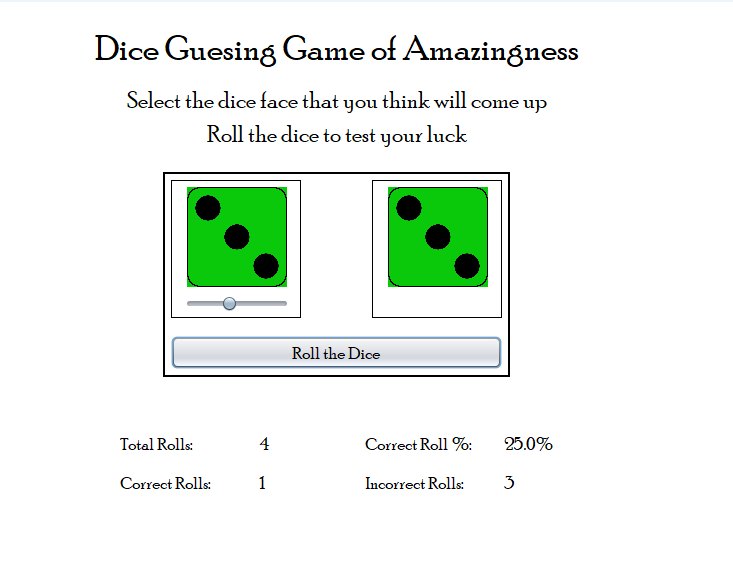 Dice Guesing Game of Amazingness
Select the dice face that you think will come up
Roll the dice to test your luck
Roll the Dice
Total Rolls: 4 Correct Roll %: 25.0%
Correct Rolls: 1 Incorrect Rolls: 3